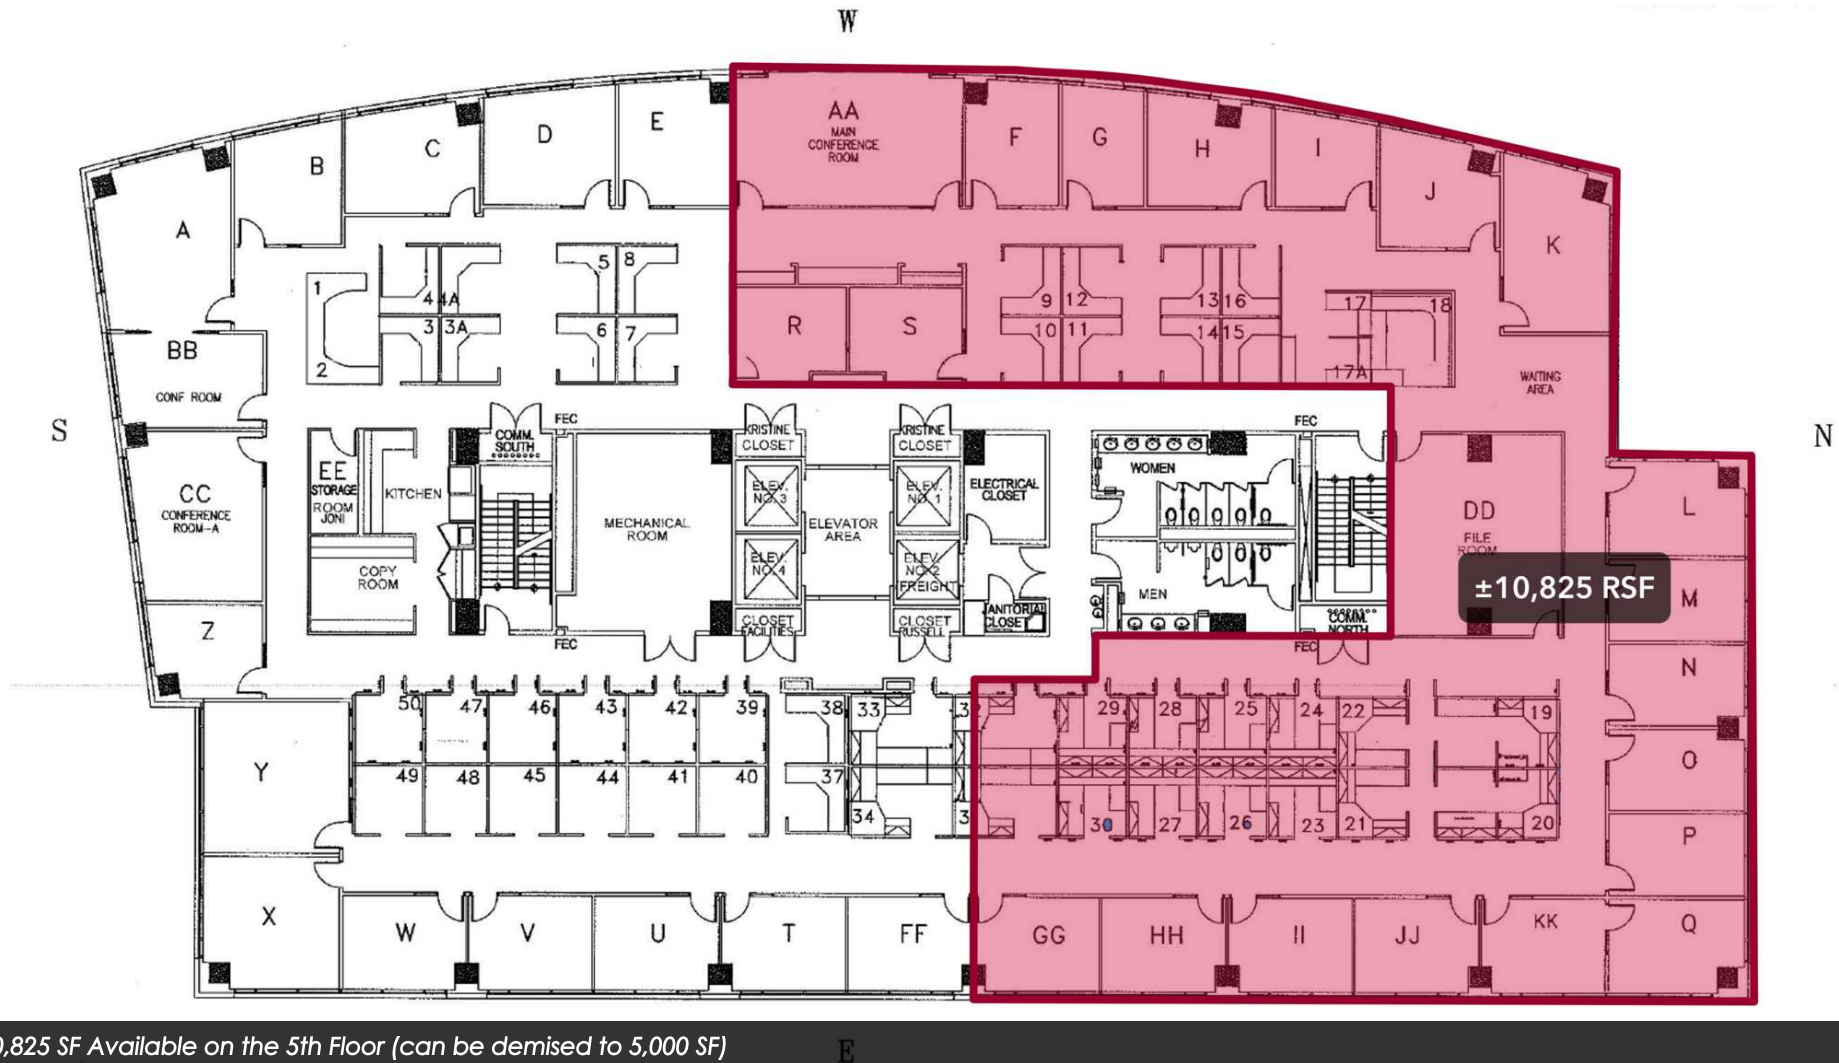 W
AA
MAIN
CONFERENCE
ROOM
A
B
C
D
E
F
G
H
I
J
K
1
2
4
4A
3
3A
5
8
6
7
R
S
9
12
10
11
13
16
14
15
17
18
17A
WAITING
AREA
BB
CONF ROOM
S
N
CC
CONFERENCE
ROOM-A
EE
STORAGE
ROOM
JONI
KITCHEN
COPY
ROOM
COMM.
SOUTH
FEC
MECHANICAL
ROOM
KRISTINE
CLOSET
ELEV.
NO.3
ELEV.
NO.4
CLOSET
FACILITIES
ELEVATOR
AREA
KRISTINE
CLOSET
ELEV.
NO.1
ELEV.
NO.2
FREIGHT
CLOSET
RUSSELL
ELECTRICAL
CLOSET
JANITORIAL
CLOSET
WOMEN
MEN
FEC
COMM.
NORTH
FEC
FEC
DD
FILE
ROOM
±10,825 RSF
L
M
N
O
P
Q
Z
Y
X
50
47
46
43
42
39
38
33
29
28
25
24
22
19
49
48
45
44
41
40
37
34
30
27
26
23
21
20
W
V
U
T
FF
GG
HH
II
JJ
KK
0,825 SF Available on the 5th Floor (can be demised to 5,000 SF)
E